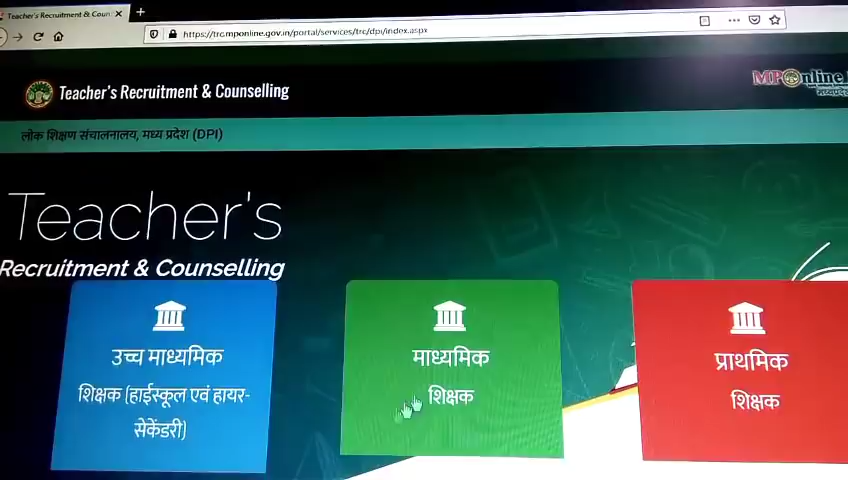 Teacher's Recruitment & Coun
https://trc.mponline.gov.in/portal/services/trc/dpi/index.aspx
Teacher's Recruitment & Counselling
MPOnline
लोक शिक्षण संचालनालय, मध्य प्रदेश (DPI)
Teacher's
Recruitment & Counselling
उच्च माध्यमिक
शिक्षक (हाईस्कूल एवं हायर-
सेकेंडरी)
माध्यमिक
शिक्षक
प्राथमिक
शिक्षक